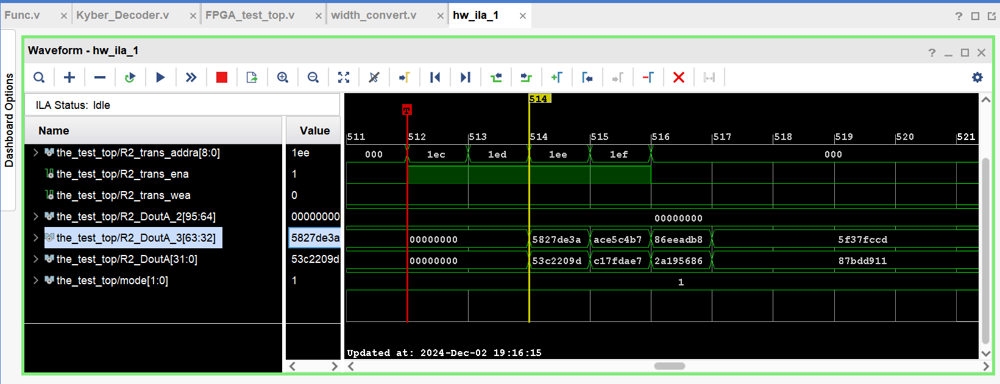 Func.v Kyber_Decoder.v FPGA_test_top.v width_convert.v hw_ila_1
Dashboard Options
Waveform - hw_ila_1
ILA Status: Idle
Name Value
the_test_top/R2_trans_addra[8:0] 1ee
the_test_top/R2_trans_ena 1
the_test_top/R2_trans_wea 0
the_test_top/R2_DoutA_2[95:64] 00000000
the_test_top/R2_DoutA_3[63:32] 5827de3a
the_test_top/R2_DoutA[31:0] 53c2209d
the_test_top/mode[1:0] 1
514
T
511 512 513 514 515 516 517 518 519 520 521
000 1ec 1ed 1ee 1ef 000
00000000
00000000 5827de3a ace5c4b7 86eeadb8 5f37fccd
00000000 53c2209d c17fdae7 2a195686 87bdd911
1
Updated at: 2024-Dec-02 19:16:15